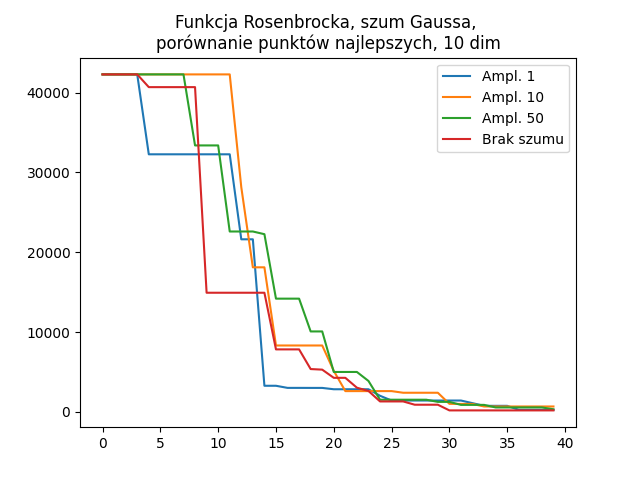 Funkcja Rosenbrocka, szum Gaussa,
porównanie punktów najlepszych, 10 dim
Ampl. 1
Ampl. 10
Ampl. 50
Brak szumu
40000
30000
20000
10000
0
0 5 10 15 20 25 30 35 40